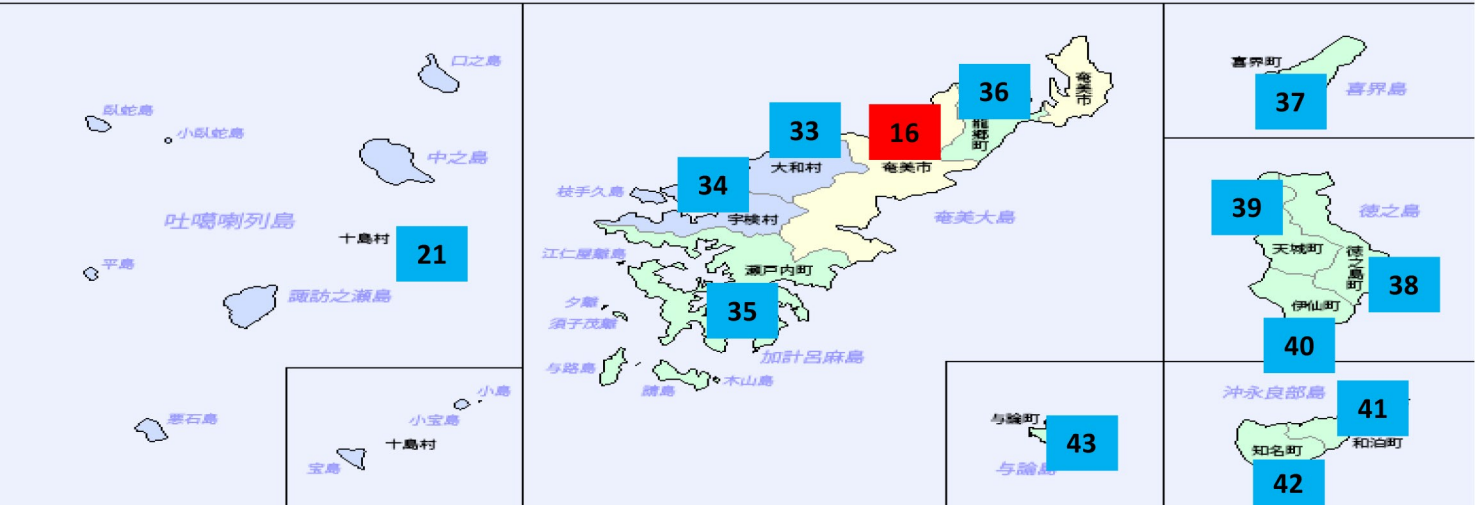 口之島
臥蛇島
小臥蛇島
中之島
吐噶喇列島
十島村
21
平島
諏訪之瀬島
悪石島
小島
小宝島
十島村
宝島
36
奄美市
33
16
龍郷町
大和村
奄美市
34
枝手久島
宇検村
奄美大島
江仁屋離島
瀬戸内町
夕離
35
須子茂離
加計呂麻島
与路島
請島
木山島
与論町
43
与論島
喜界町
37
喜界島
39
徳之島
天城町
徳之島町
38
伊仙町
40
沖永良部島
41
知名町
和泊町
42